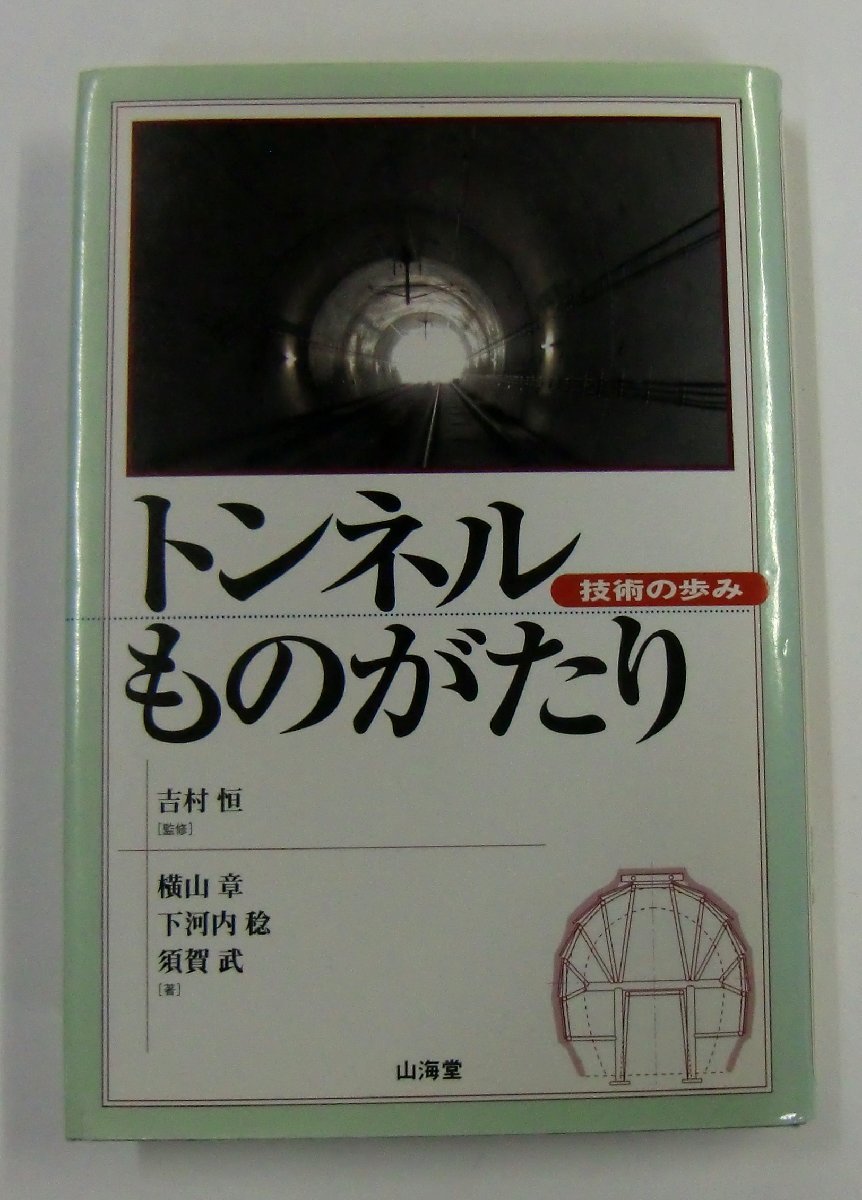 トンネル
技術の歩み
ものがたり
吉村 恒
[監修]
横山 章
下河内 稔
須賀 武
[著]
山海堂